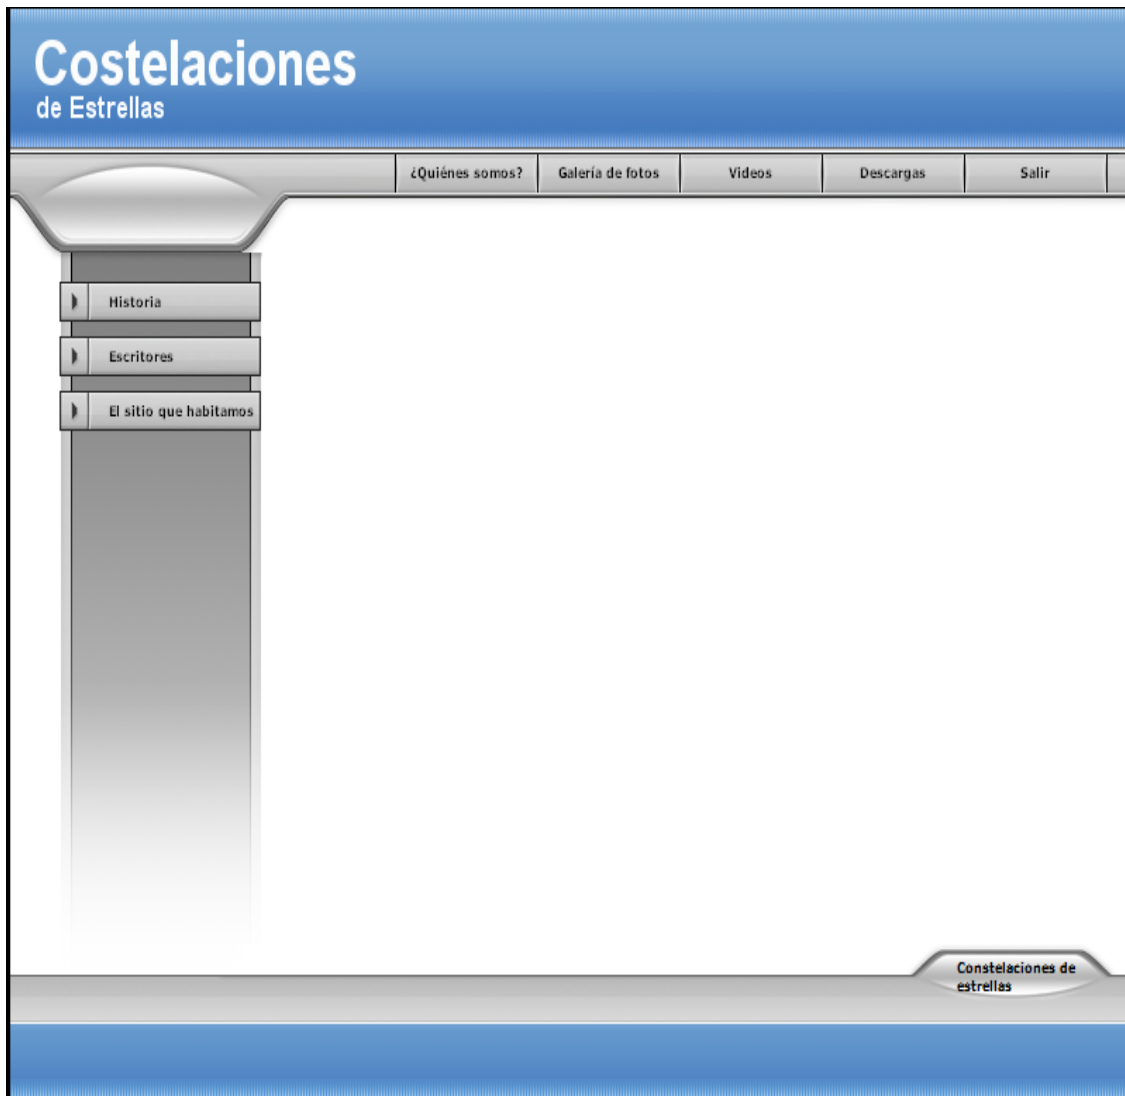 Costelaciones
de Estrellas
¿Quiénes somos?
Galería de fotos
Videos
Descargas
Salir
Historia
Escritores
El sitio que habitamos
Constelaciones de
estrellas